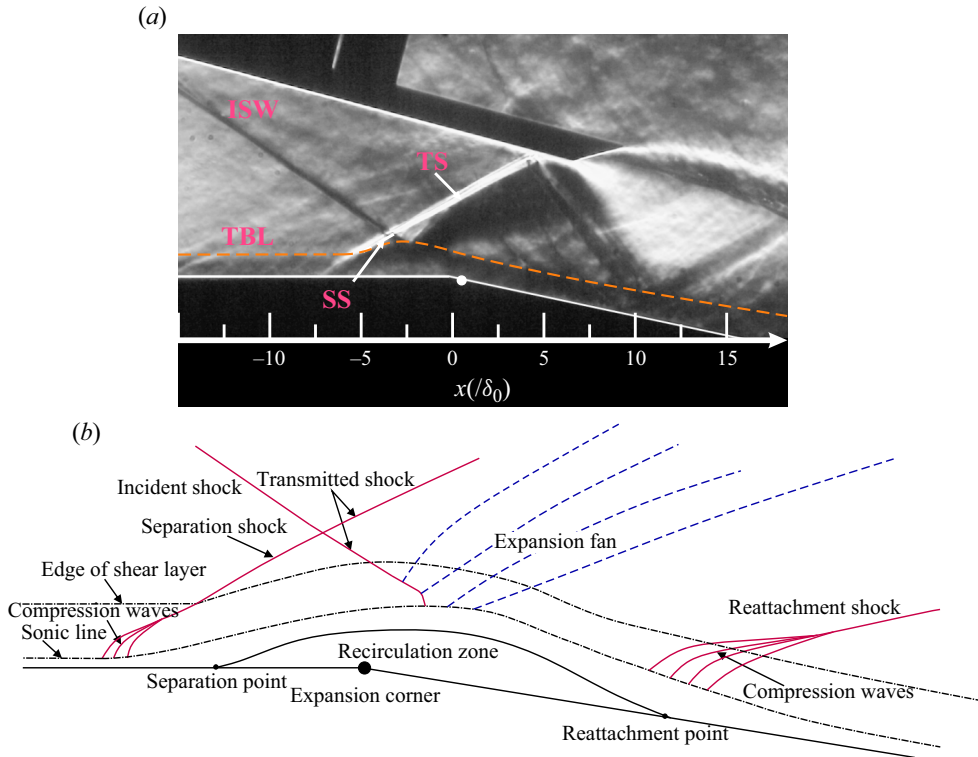 (a)
ISW
TS
TBL
SS
−10 −5 0 5 10 15
x(/δ0)
(b)
Incident shock
Transmitted shock
Separation shock
Expansion fan
Edge of shear layer
Compression waves
Sonic line
Reattachment shock
Recirculation zone
Separation point
Compression waves
Expansion corner
Reattachment point